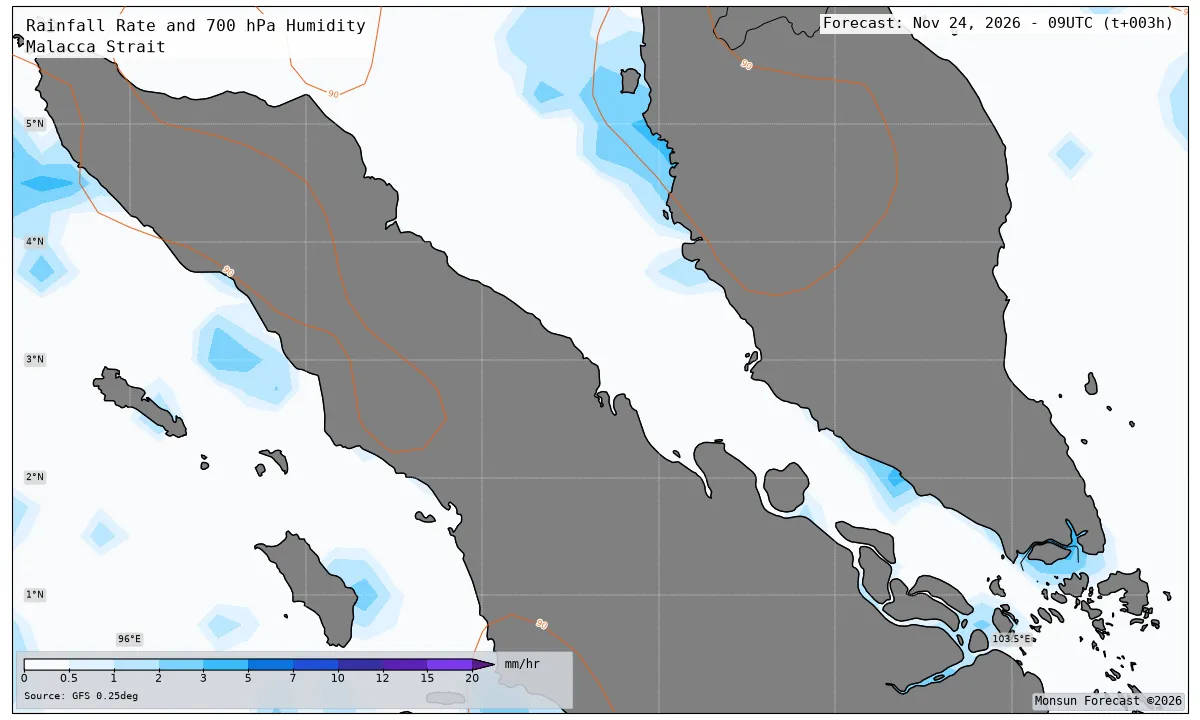 Rainfall Rate and 700 hPa Humidity
Malacca Strait
Forecast: Nov 24, 2026 - 09UTC (t+003h)
90
90
5°N
4°N
90
3°N
2°N
1°N
90
96°E
103.5°E
mm/hr
0 0.5 1 2 3 5 7 10 12 15 20
Source: GFS 0.25deg
Monsun Forecast ©2026